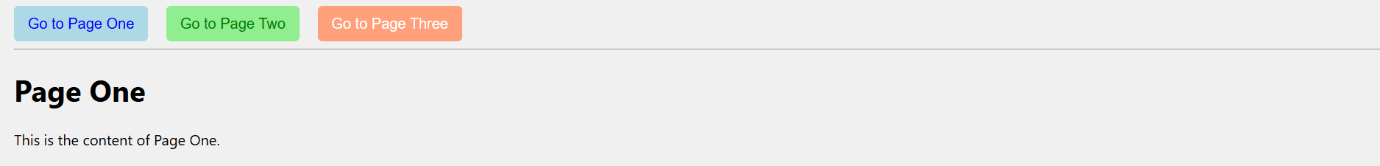 Go to Page One Go to Page Two Go to Page Three
Page One
This is the content of Page One.